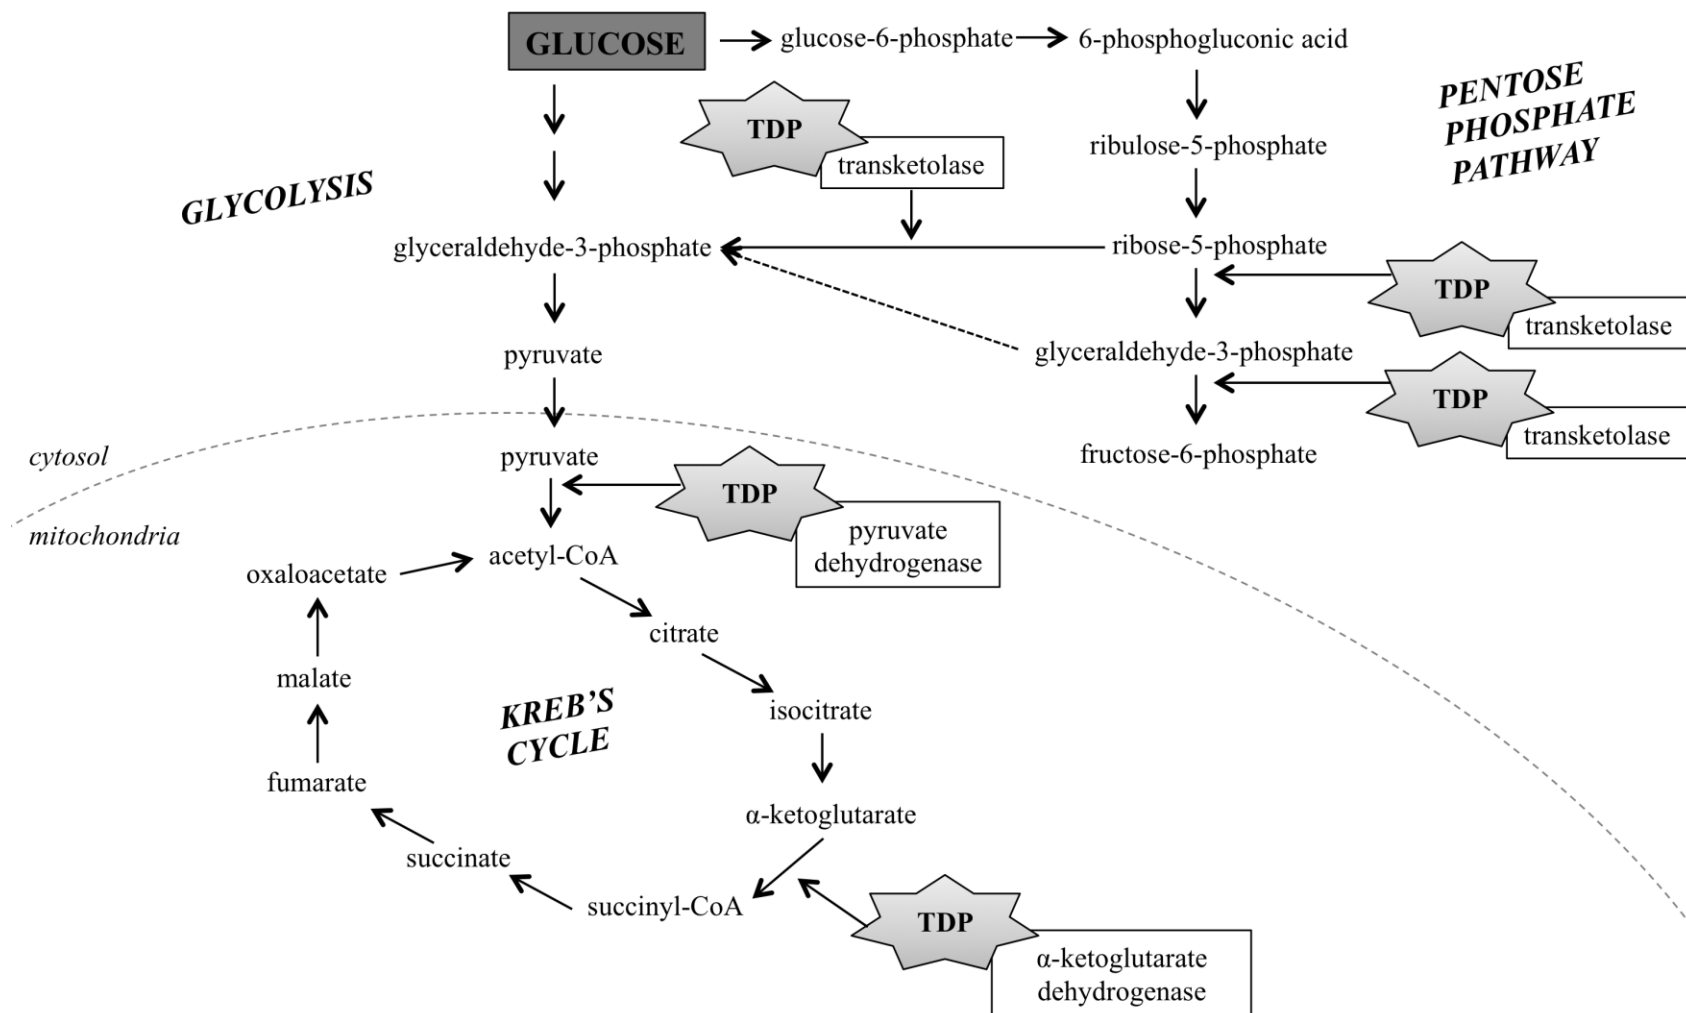 GLUCOSE
glucose-6-phosphate
6-phosphogluconic acid
PENTOSE
PHOSPHATE
PATHWAY
TDP
transketolase
ribulose-5-phosphate
GLYCOLYSIS
glyceraldehyde-3-phosphate
ribose-5-phosphate
TDP
transketolase
pyruvate
glyceraldehyde-3-phosphate
TDP
transketolase
cytosol
pyruvate
fructose-6-phosphate
TDP
pyruvate
dehydrogenase
mitochondria
oxaloacetate
acetyl-CoA
citrate
malate
KREB’S
CYCLE
isocitrate
fumarate
α-ketoglutarate
succinate
succinyl-CoA
TDP
α-ketoglutarate
dehydrogenase